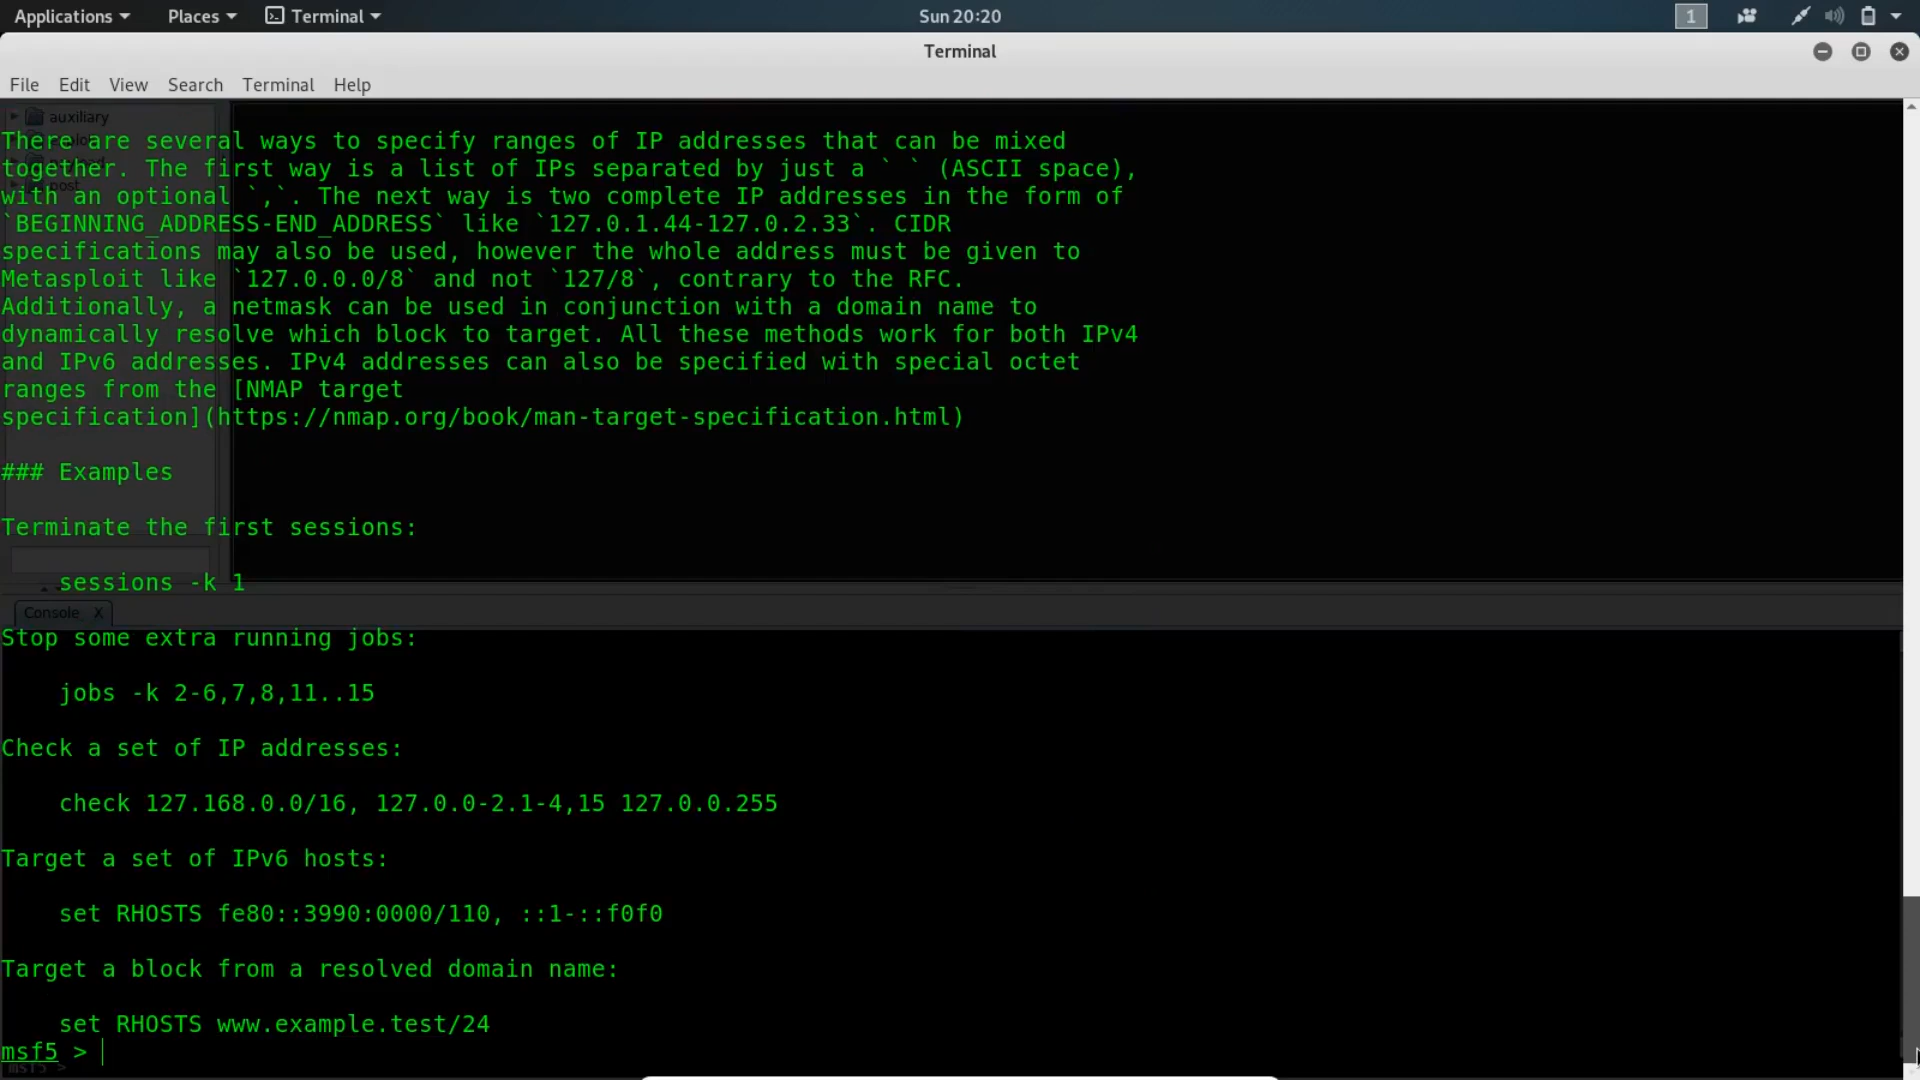 Applications Places Terminal Sun 20:20 1
Terminal
File Edit View Search Terminal Help
auxiliary
There are several ways to specify ranges of IP addresses that can be mixed
together. The first way is a list of IPs separated by just a ` ` (ASCII space),
post
with an optional `,`. The next way is two complete IP addresses in the form of
`BEGINNING_ADDRESS-END_ADDRESS` like `127.0.1.44-127.0.2.33`. CIDR
specifications may also be used, however the whole address must be given to
Metasploit like `127.0.0.0/8` and not `127/8`, contrary to the RFC.
Additionally, a netmask can be used in conjunction with a domain name to
dynamically resolve which block to target. All these methods work for both IPv4
and IPv6 addresses. IPv4 addresses can also be specified with special octet
ranges from the [NMAP target
specification](https://nmap.org/book/man-target-specification.html)
### Examples
Terminate the first sessions:
sessions -k 1
Console X
Stop some extra running jobs:
jobs -k 2-6,7,8,11..15
Check a set of IP addresses:
check 127.168.0.0/16, 127.0.0-2.1-4,15 127.0.0.255
Target a set of IPv6 hosts:
set RHOSTS fe80::3990:0000/110, ::1-::f0f0
Target a block from a resolved domain name:
set RHOSTS www.example.test/24
msf5 >
msf5 >